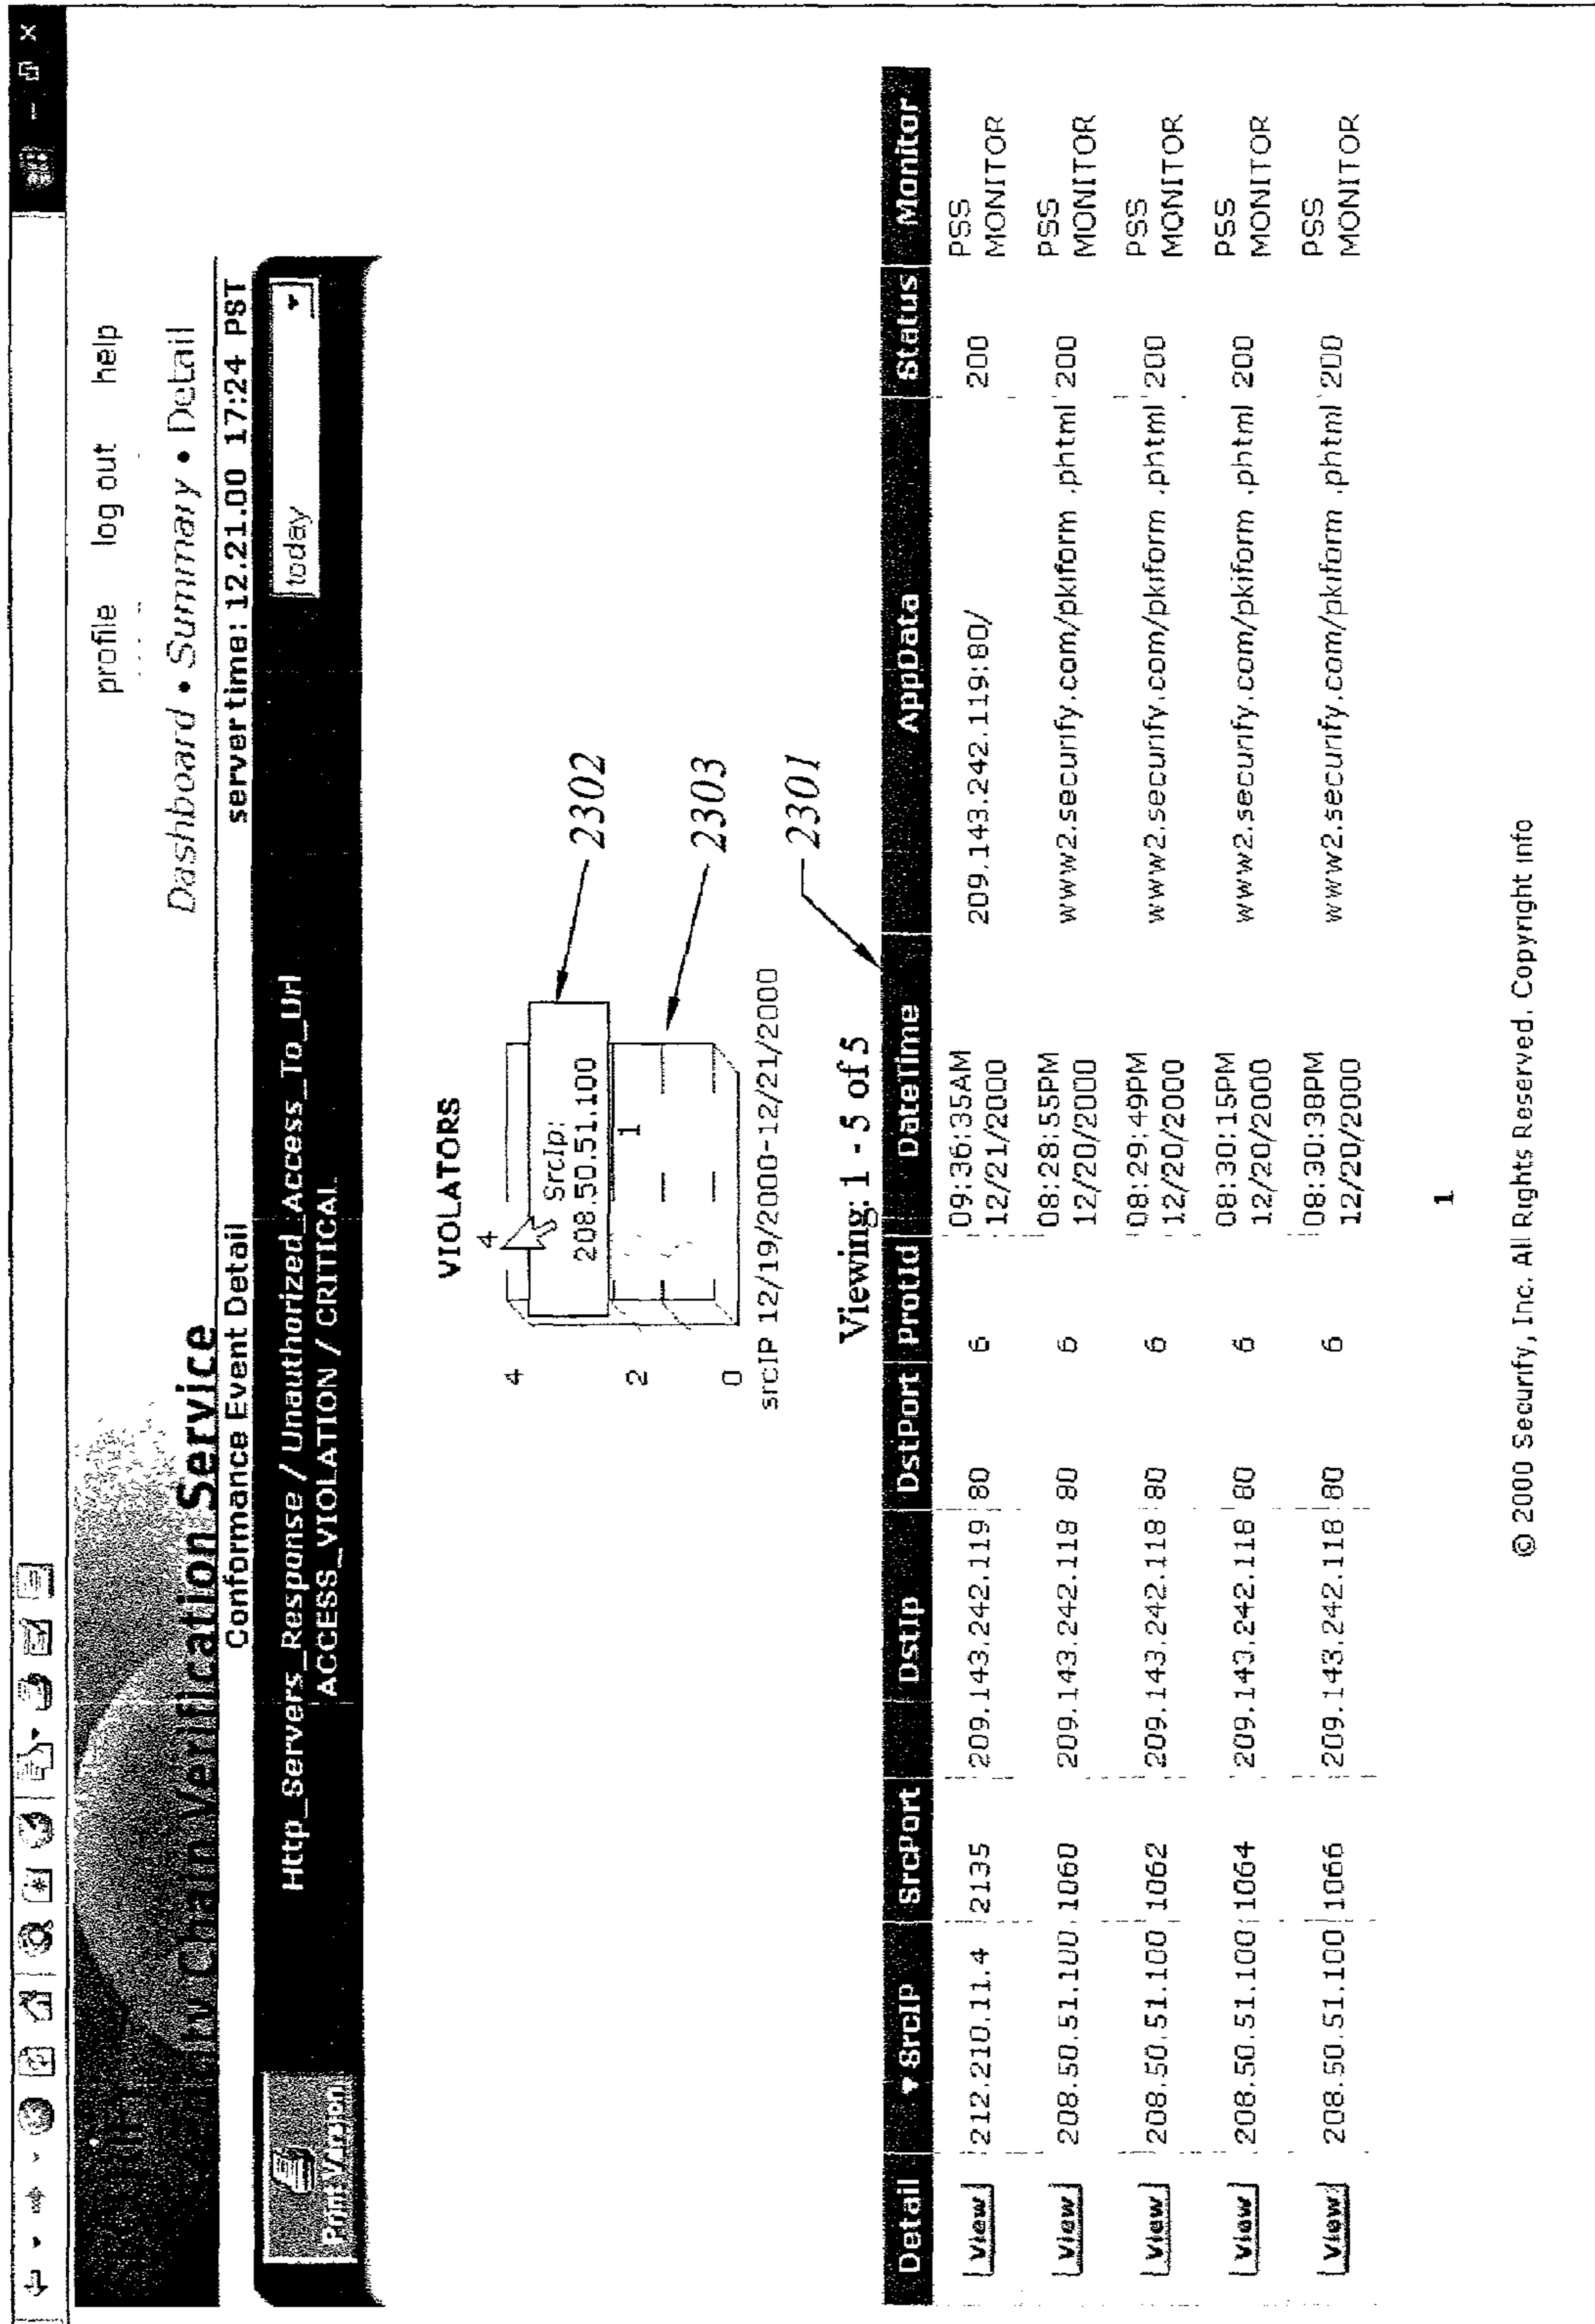 profile log out help
Dashboard • Summary • Detail
Chain Verification Service
Conformance Event Detail servertime: 12.21.00 17:24 PST
Print Version
Http_Servers_Response / Unauthorized_Access_To_Url
ACCESS_VIOLATION / CRITICAL
today
VIOLATORS
4
4
SrcIp:
208.50.51.100
2302
2
1
2303
0
srcIP 12/19/2000-12/21/2000
Viewing: 1 - 5 of 5
2301
Detail SrcIP SrcPort DstIp DstPort ProtId DateTime AppData Status Monitor
View 212.210.11.4 2135 209.143.242.119 80 6 09:36:35AM 209.143.242.119:80/ 200 PSS
12/21/2000 MONITOR
View 208.50.51.100 1060 209.143.242.118 80 6 08:28:55PM www2.securify.com/pkiform.phtml 200 PSS
12/20/2000 MONITOR
View 208.50.51.100 1062 209.143.242.118 80 6 08:29:49PM www2.securify.com/pkiform.phtml 200 PSS
12/20/2000 MONITOR
View 208.50.51.100 1064 209.143.242.118 80 6 08:30:15PM www2.securify.com/pkiform.phtml 200 PSS
12/20/2000 MONITOR
View 208.50.51.100 1066 209.143.242.118 80 6 08:30:38PM www2.securify.com/pkiform.phtml 200 PSS
12/20/2000 MONITOR
1
© 2000 Securify, Inc. All Rights Reserved. Copyright info